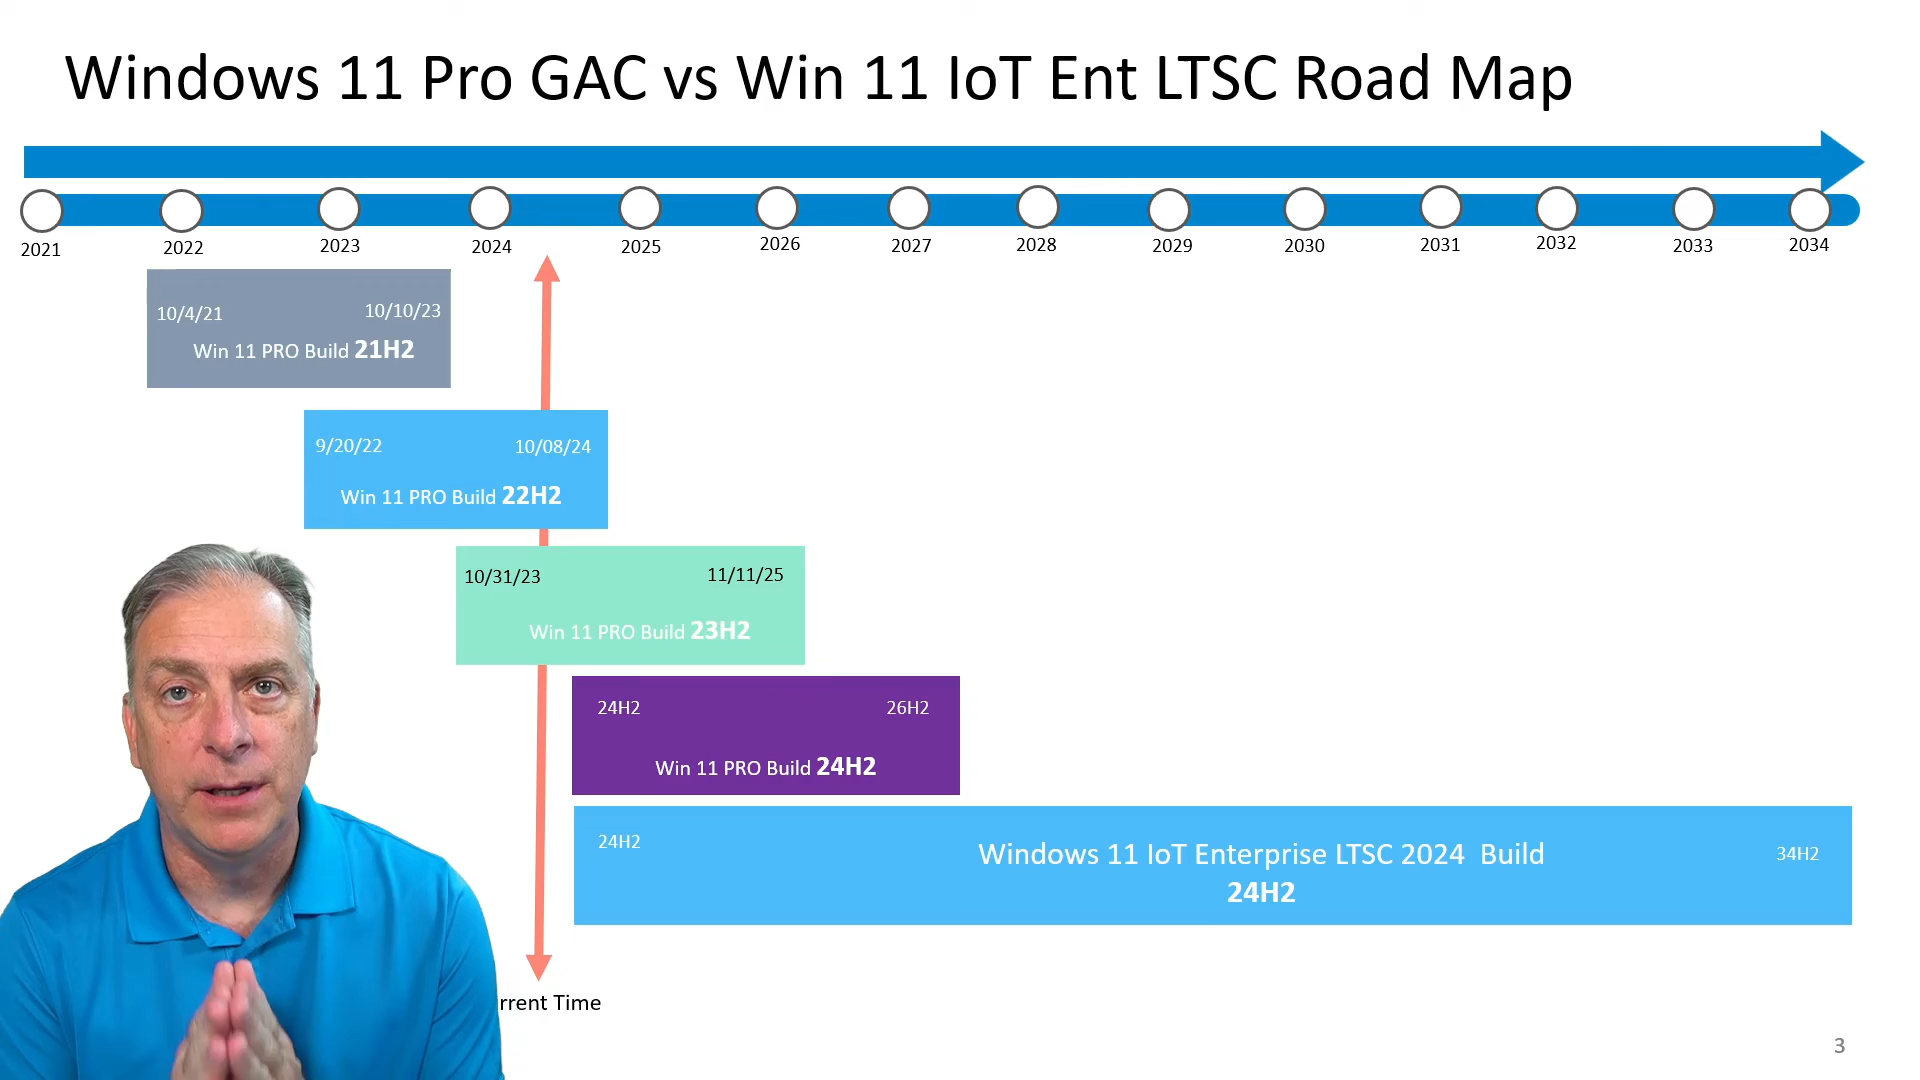 Windows 11 Pro GAC vs Win 11 IoT Ent LTSC Road Map
2021 2022 2023 2024 2025 2026 2027 2028 2029 2030 2031 2032 2033 2034
10/4/21 10/10/23
Win 11 PRO Build 21H2
9/20/22 10/08/24
Win 11 PRO Build 22H2
10/31/23 11/11/25
Win 11 PRO Build 23H2
24H2 26H2
Win 11 PRO Build 24H2
24H2 34H2
Windows 11 IoT Enterprise LTSC 2024 Build
24H2
rrent Time
3